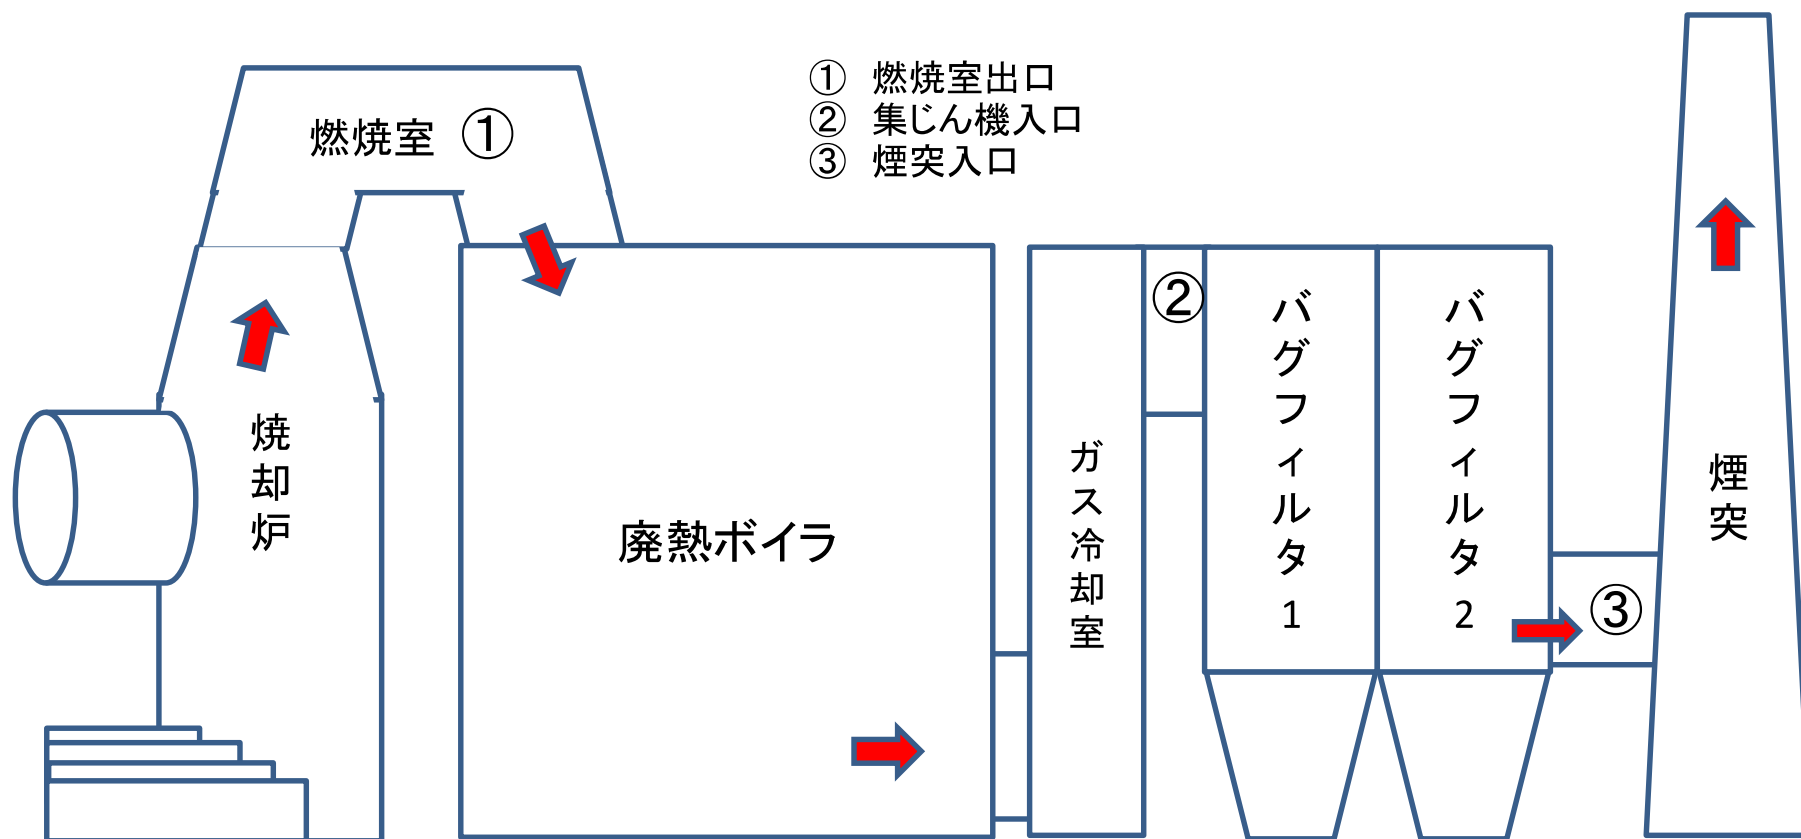 ① 燃焼室出口
② 集じん機入口
③ 煙突入口
燃焼室 ①
焼却炉
廃熱ボイラ
ガス冷却室
②
バグフィルタ1
バグフィルタ2
③
煙突